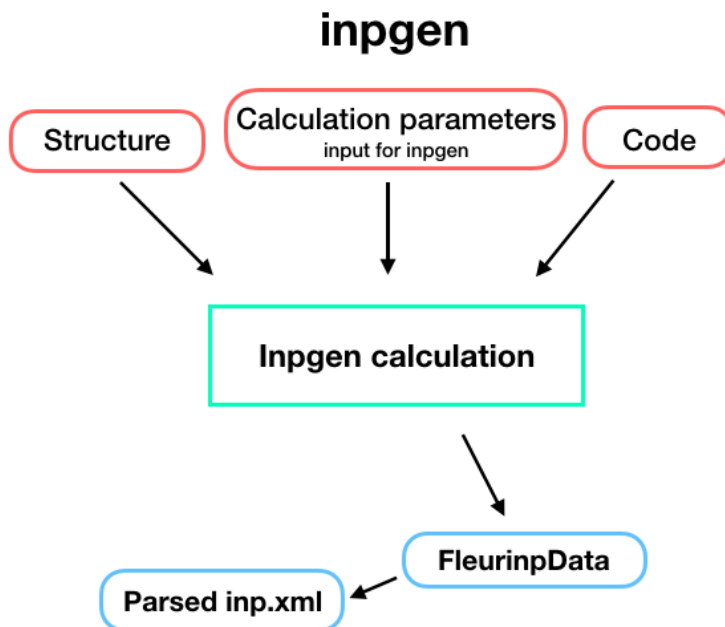 inpgen
Structure
Calculation parameters
input for inpgen
Code
Inpgen calculation
FleurinpData
Parsed inp.xml